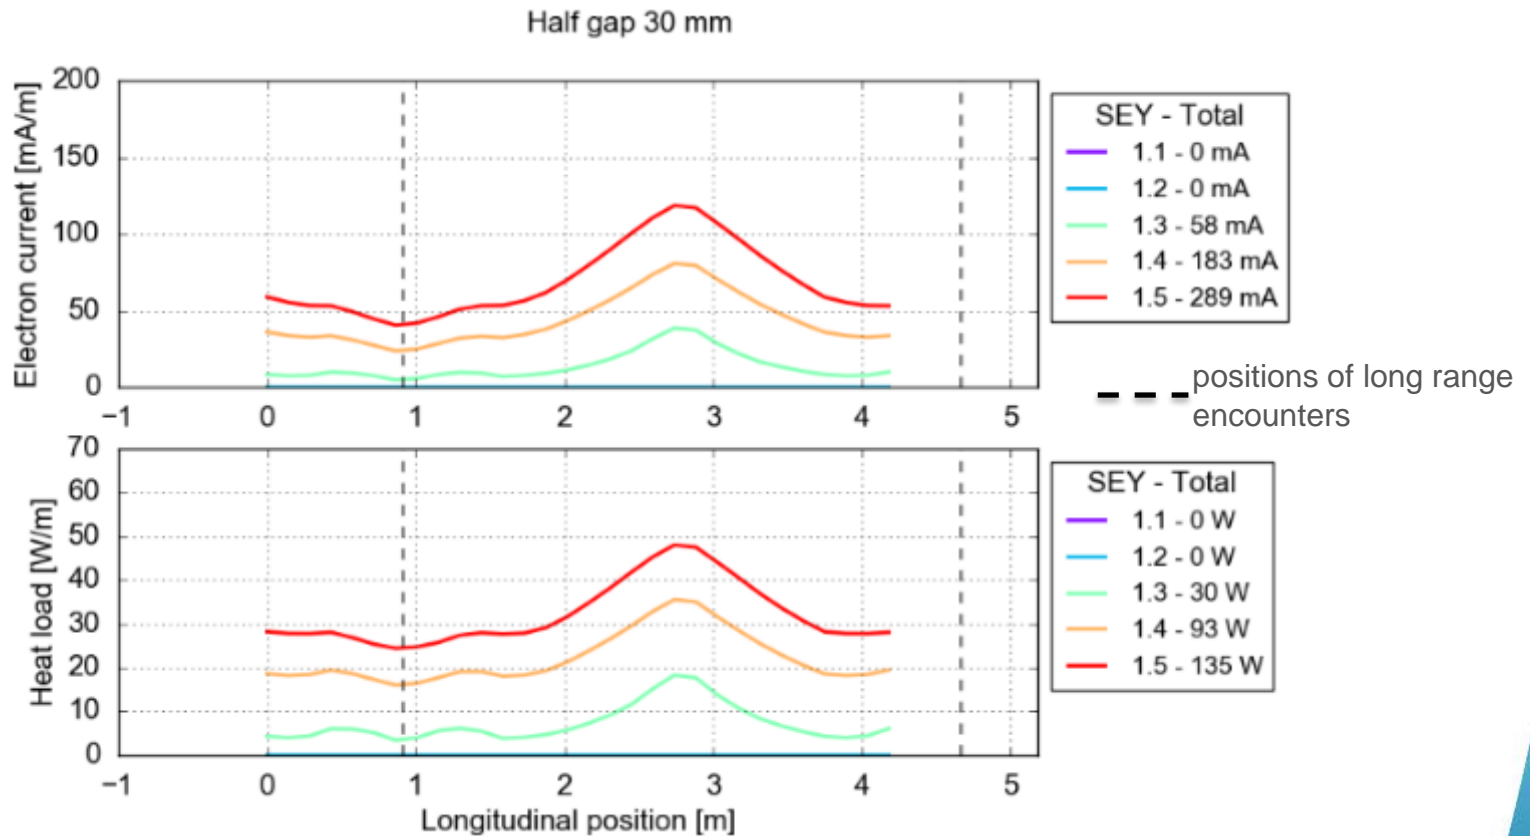 Half gap 30 mm
Electron current [mA/m]
200
150
100
50
0
−1 0 1 2 3 4 5
SEY - Total
1.1 - 0 mA
1.2 - 0 mA
1.3 - 58 mA
1.4 - 183 mA
1.5 - 289 mA
positions of long range
encounters
Heat load [W/m]
70
60
50
40
30
20
10
0
−1 0 1 2 3 4 5
Longitudinal position [m]
SEY - Total
1.1 - 0 W
1.2 - 0 W
1.3 - 30 W
1.4 - 93 W
1.5 - 135 W